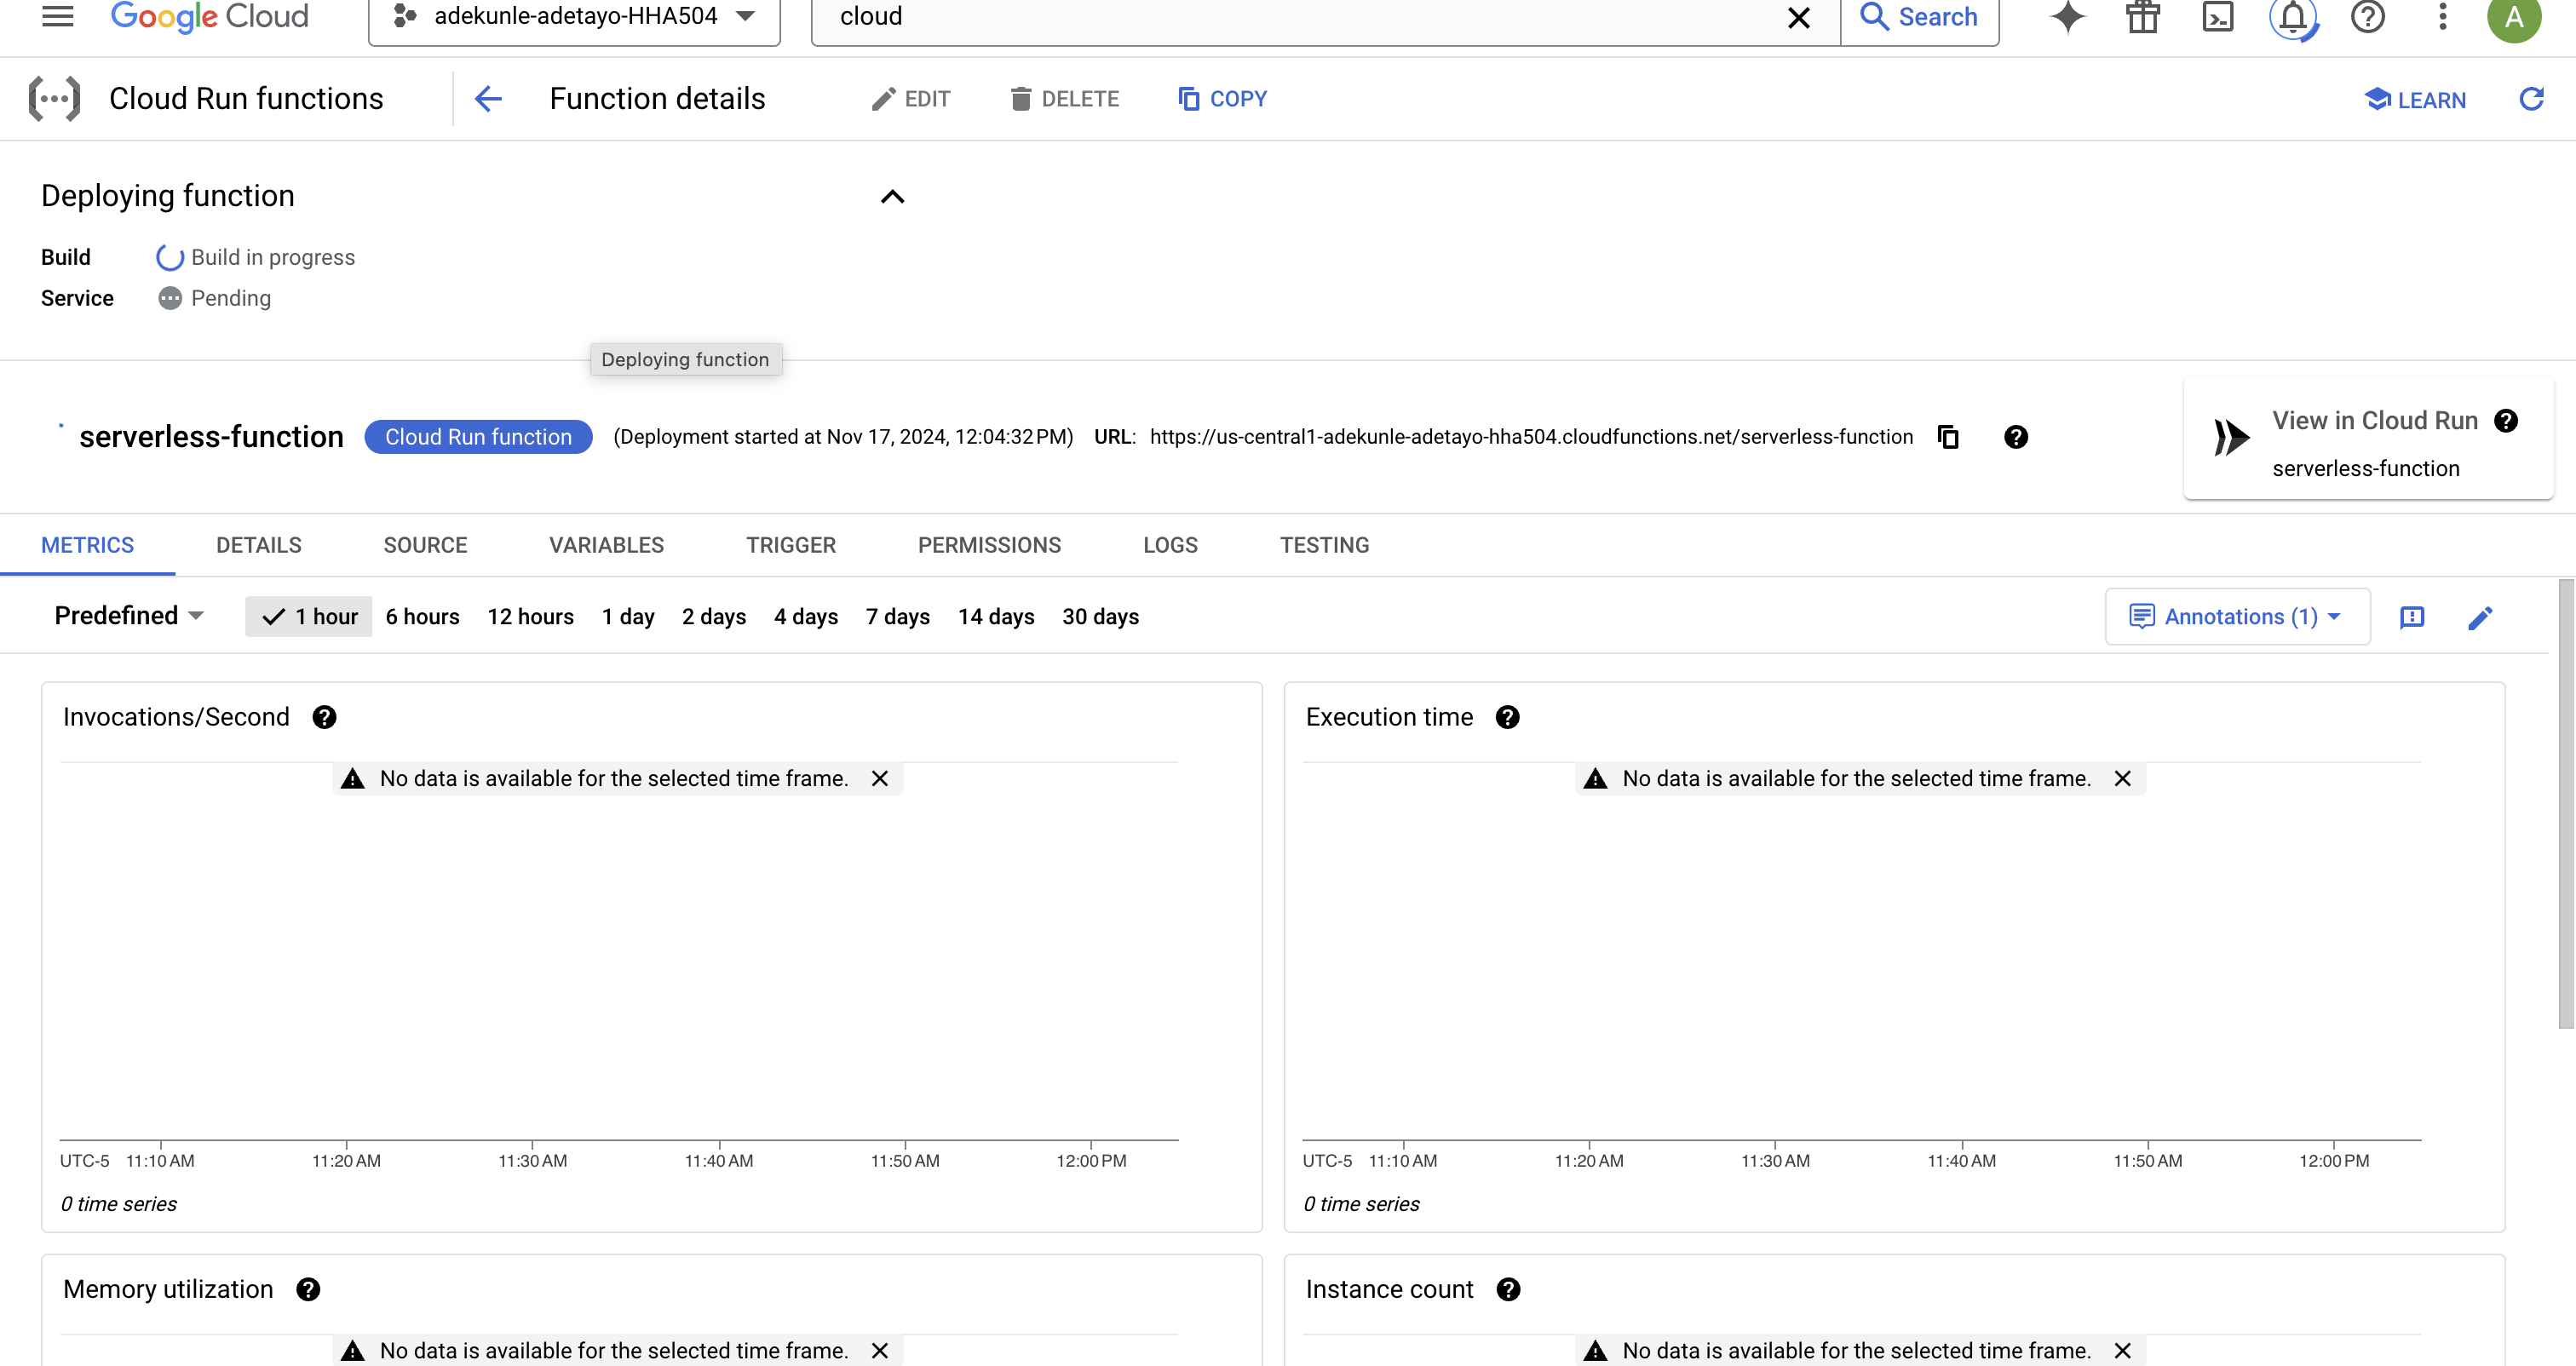 Google Cloud
adekunle-adetayo-HHA504
cloud
Search
A
Cloud Run functions
Function details
EDIT
DELETE
COPY
LEARN
Deploying function
Build Build in progress
Service Pending
Deploying function
serverless-function Cloud Run function (Deployment started at Nov 17, 2024, 12:04:32 PM) URL: https://us-central1-adekunle-adetayo-hha504.cloudfunctions.net/serverless-function
View in Cloud Run
serverless-function
METRICS DETAILS SOURCE VARIABLES TRIGGER PERMISSIONS LOGS TESTING
Predefined 1 hour 6 hours 12 hours 1 day 2 days 4 days 7 days 14 days 30 days Annotations (1)
Invocations/Second
No data is available for the selected time frame.
UTC-5 11:10 AM 11:20 AM 11:30 AM 11:40 AM 11:50 AM 12:00 PM
0 time series
Execution time
No data is available for the selected time frame.
UTC-5 11:10 AM 11:20 AM 11:30 AM 11:40 AM 11:50 AM 12:00 PM
0 time series
Memory utilization
No data is available for the selected time frame.
Instance count
No data is available for the selected time frame.